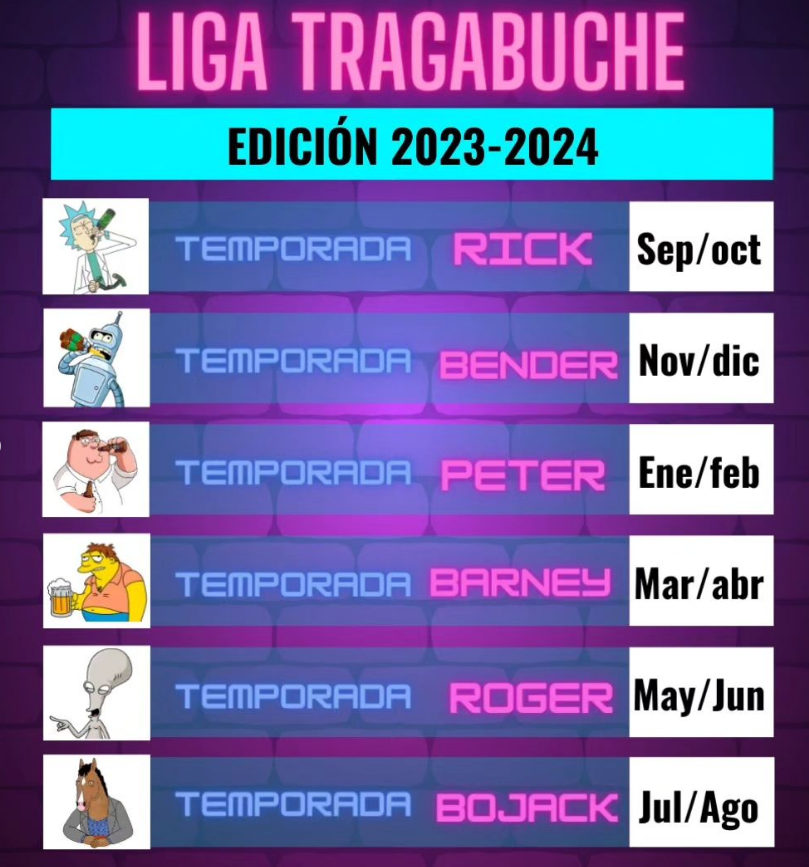 LIGA TRAGABUCHE
EDICIÓN 2023-2024
TEMPORADA RICK Sep/oct
TEMPORADA BENDER Nov/dic
TEMPORADA PETER Ene/feb
TEMPORADA BARNEY Mar/abr
TEMPORADA ROGER May/Jun
TEMPORADA BOJACK Jul/Ago